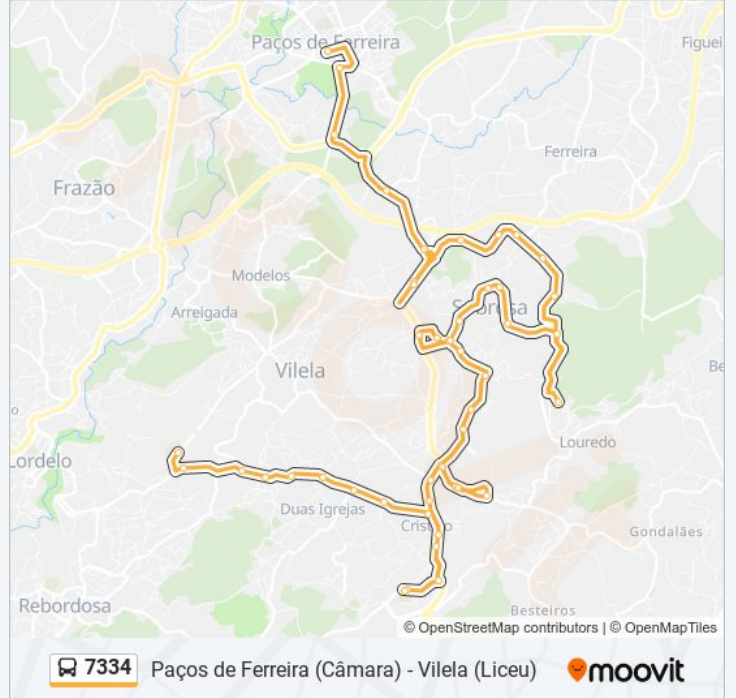 Paços de Ferreira
Figuei
Ferreira
Frazão
Modelos
Sobrosa
Arreigada
Vilela
Be
o
Louredo
Lordelo
Duas Igrejas
Cristelo
Gondalães
Rebordosa
Besteiros
© OpenStreetMap contributors | © OpenMapTiles
7334 Paços de Ferreira (Câmara) - Vilela (Liceu) moovit